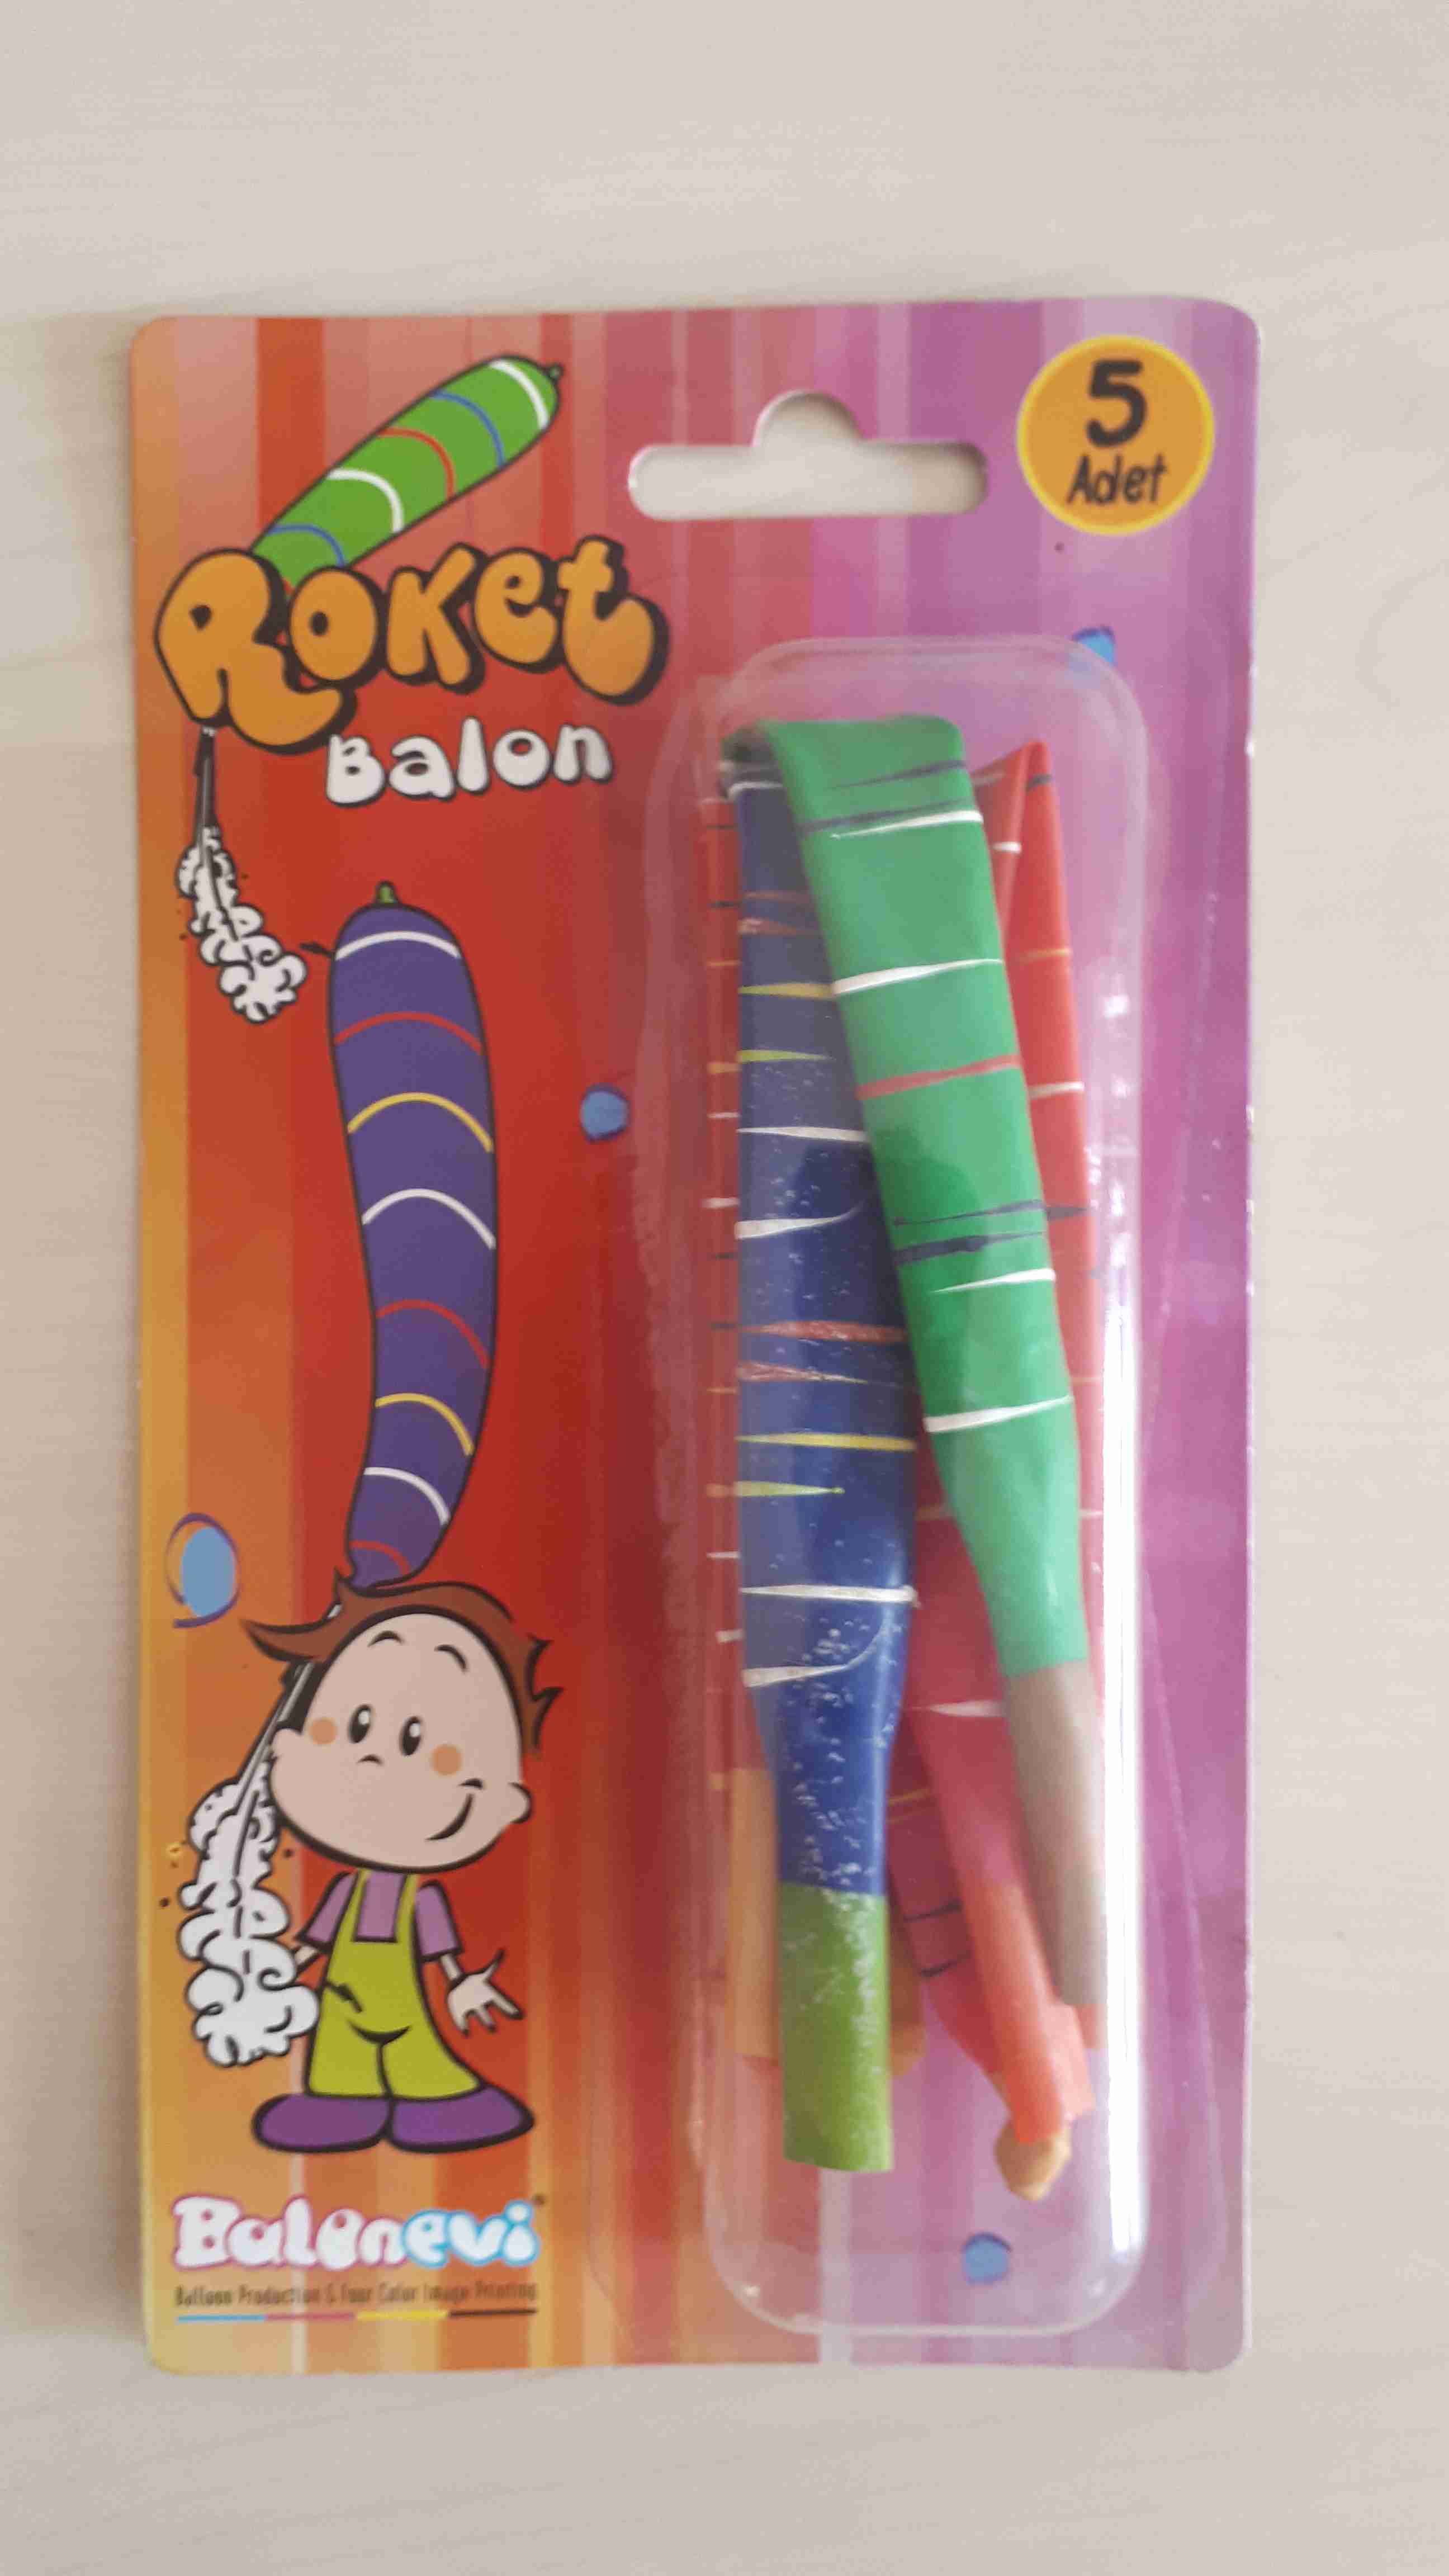 5
Adet
Roket
Balon
Balonevi
Balloon Production & Four Color Image Printing